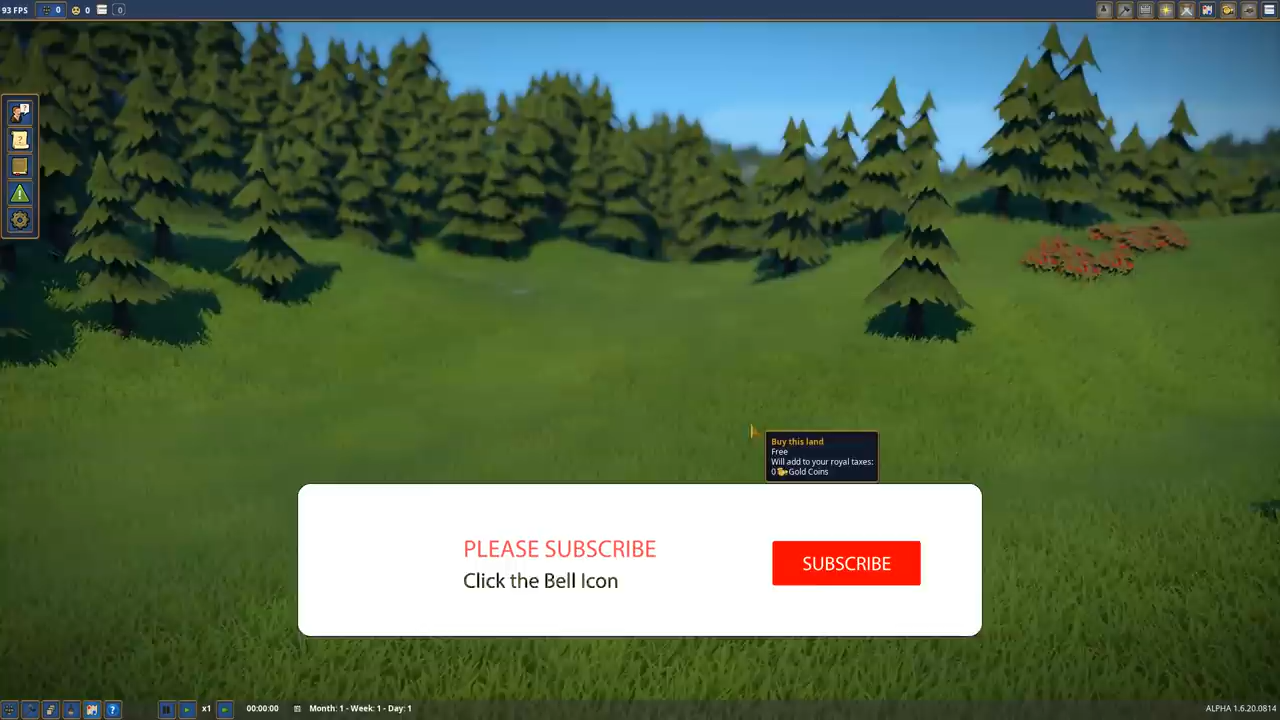 93 FPS 0 0 0
Buy this land
Free
Will add to your royal taxes:
0 Gold Coins
PLEASE SUBSCRIBE
Click the Bell Icon
SUBSCRIBE
x1 00:00:00 Month: 1 - Week: 1 - Day: 1 ALPHA 1.6.20.0814